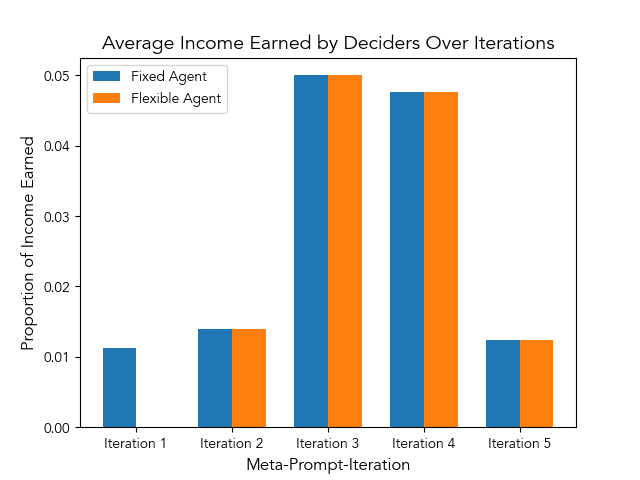 Average Income Earned by Deciders Over Iterations
Fixed Agent
Flexible Agent
Proportion of Income Earned
0.05
0.04
0.03
0.02
0.01
0.00
Iteration 1
Iteration 2
Iteration 3
Iteration 4
Iteration 5
Meta-Prompt-Iteration